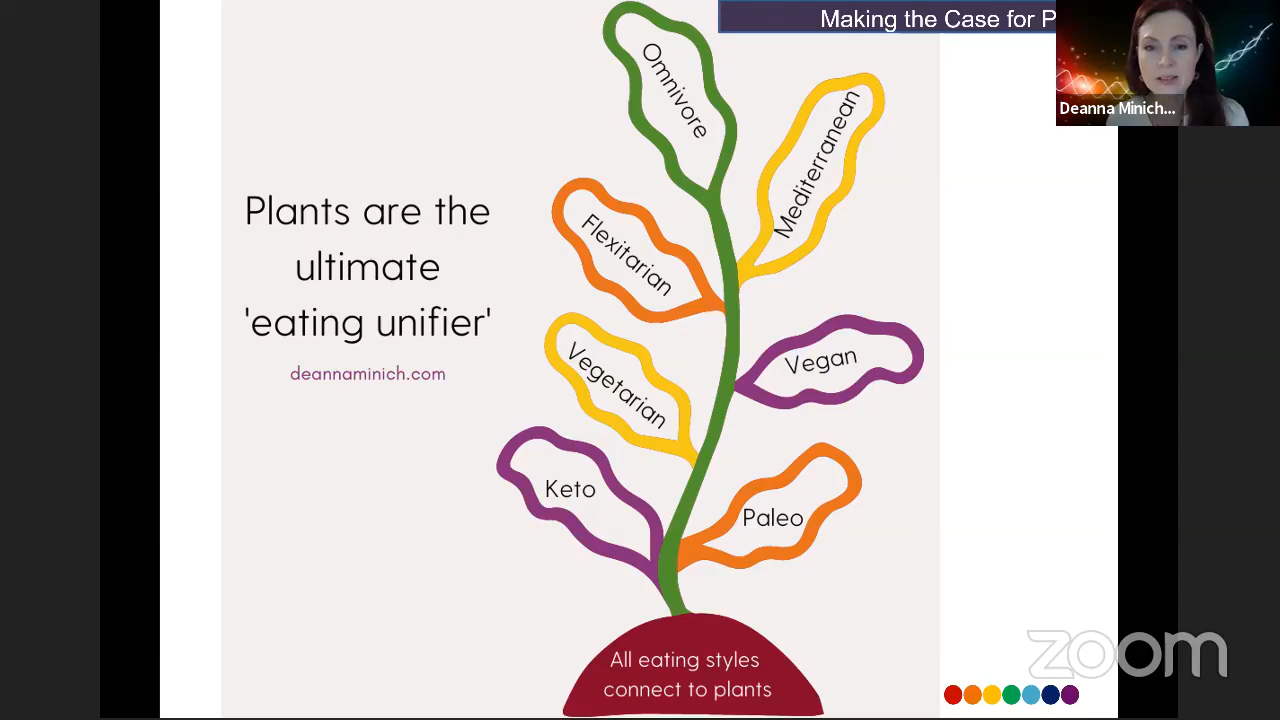 Making the Case for P
Deanna Minich...
Plants are the
ultimate
'eating unifier'
deannaminich.com
Omnivore
Mediterranean
Flexitarian
Vegetarian
Vegan
Keto
Paleo
All eating styles
connect to plants
zoom